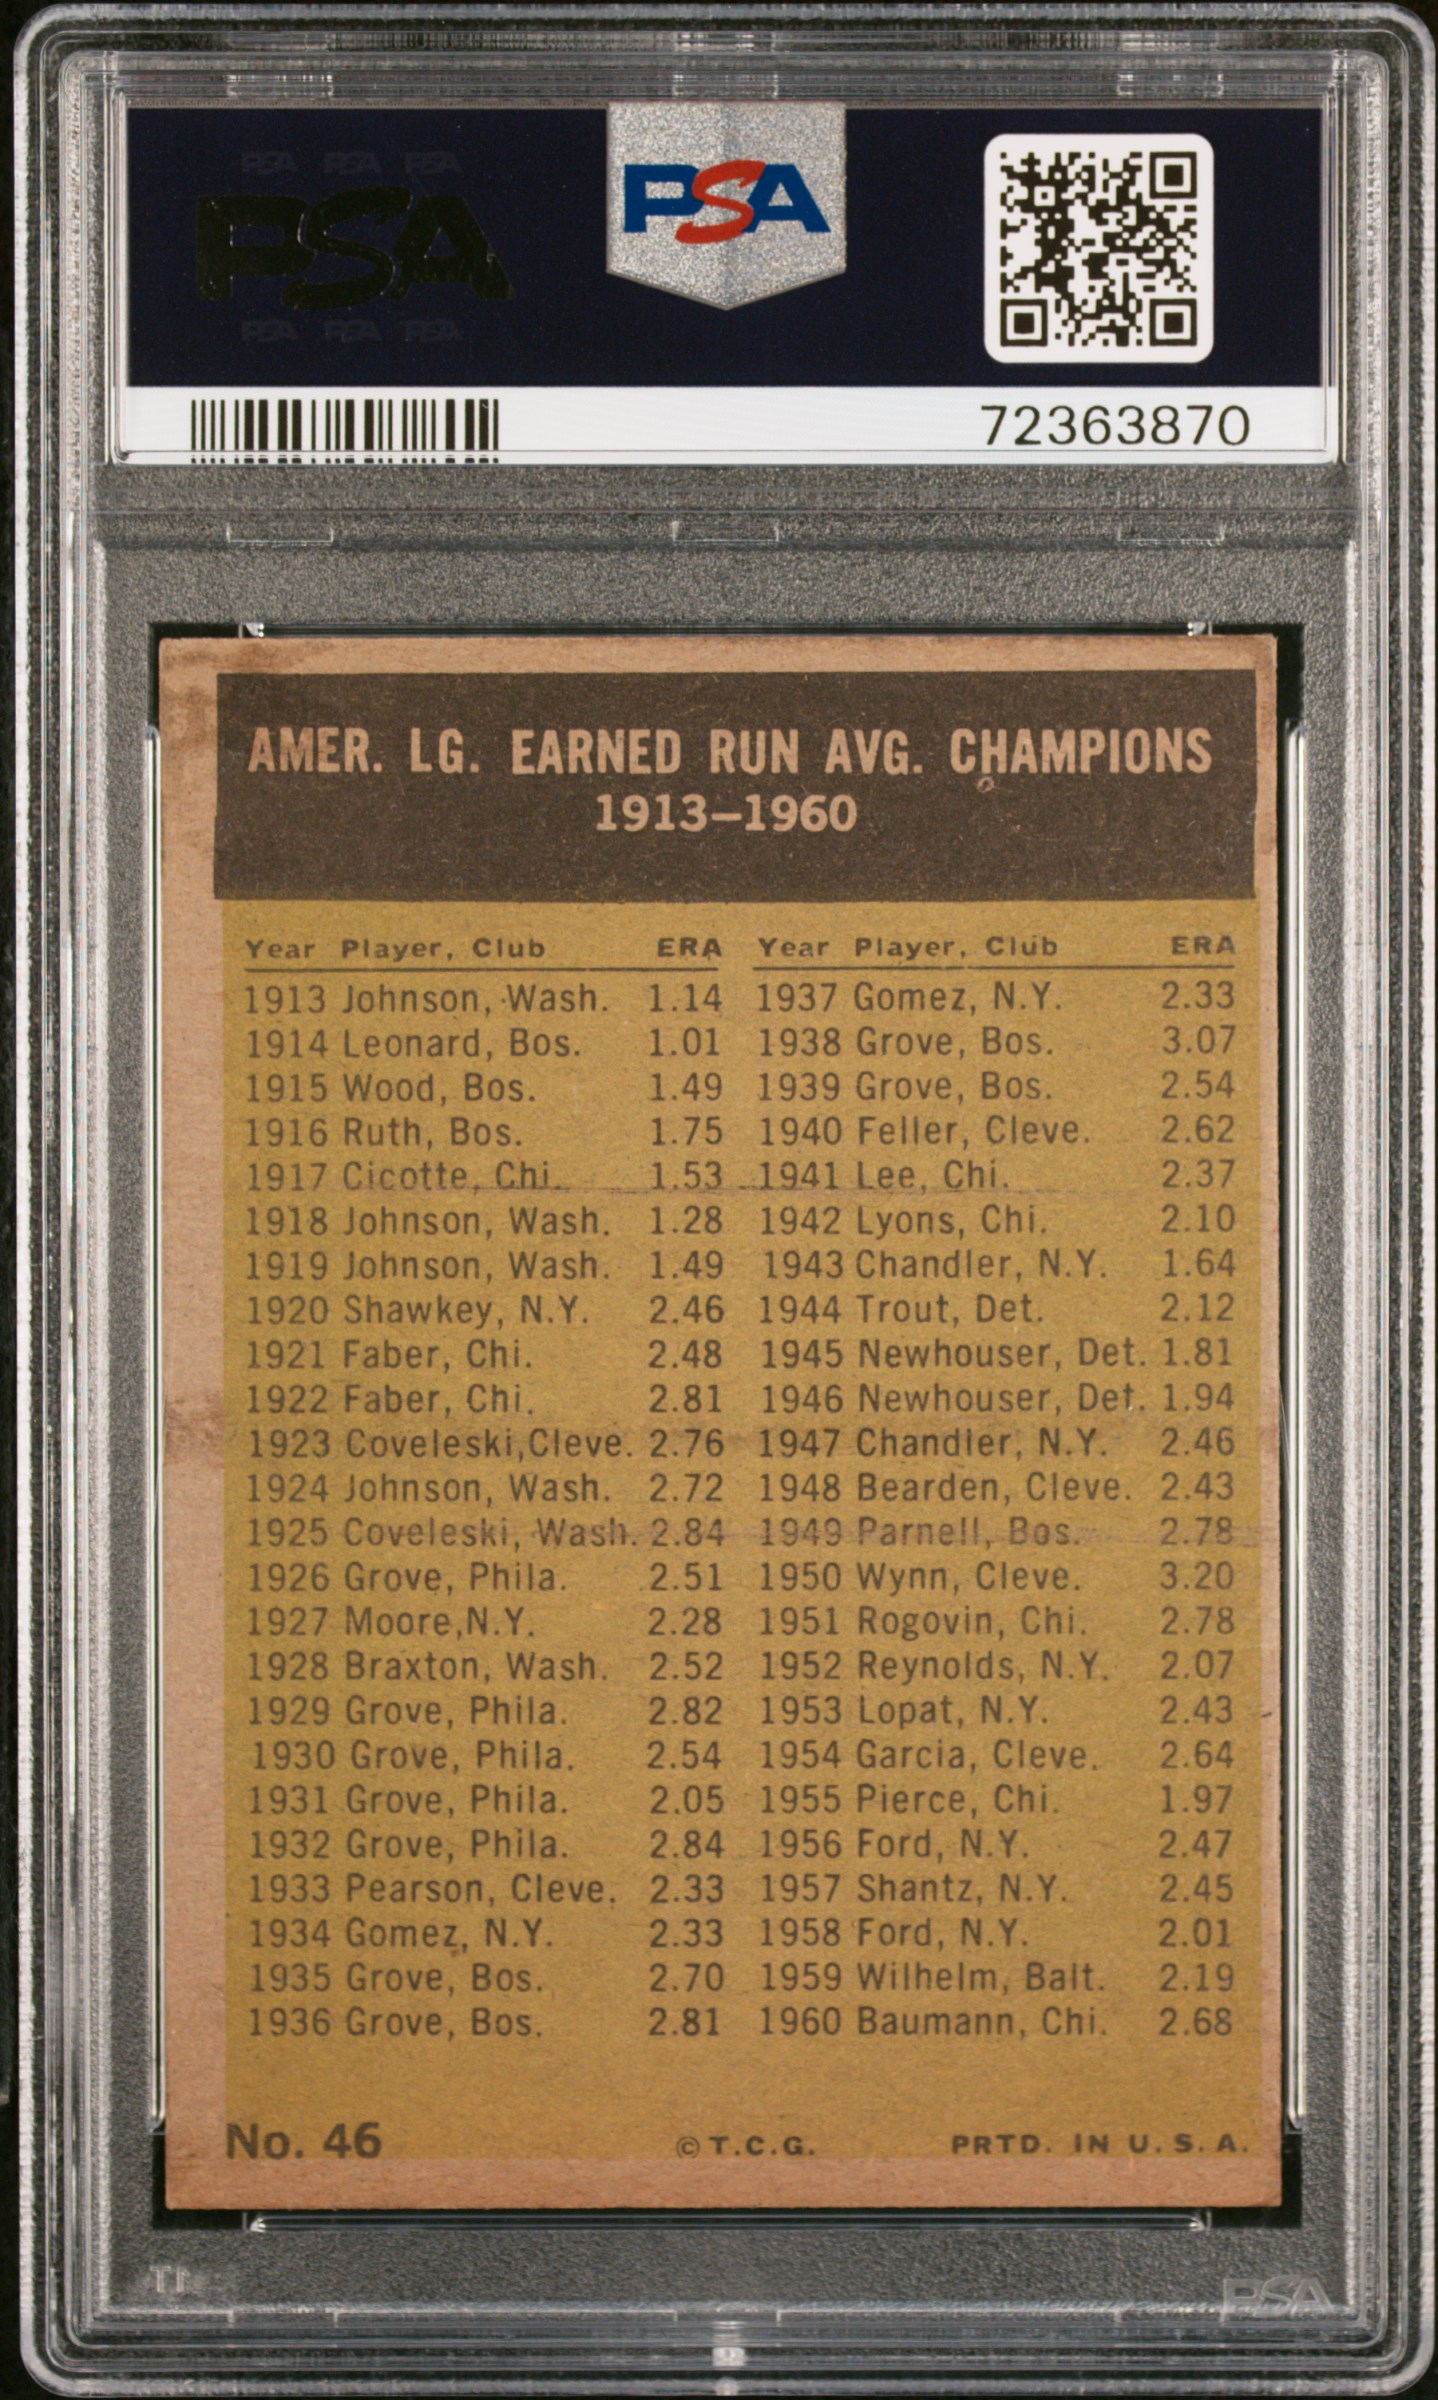 PSA PSA PSA
PSA
PSA PSA PSA
PSA
72363870
AMER. LG. EARNED RUN AVG. CHAMPIONS
1913–1960
Year Player, Club ERA Year Player, Club ERA
1913 Johnson, Wash. 1.14 1937 Gomez, N.Y. 2.33
1914 Leonard, Bos. 1.01 1938 Grove, Bos. 3.07
1915 Wood, Bos. 1.49 1939 Grove, Bos. 2.54
1916 Ruth, Bos. 1.75 1940 Feller, Cleve. 2.62
1917 Cicotte, Chi. 1.53 1941 Lee, Chi. 2.37
1918 Johnson, Wash. 1.28 1942 Lyons, Chi. 2.10
1919 Johnson, Wash. 1.49 1943 Chandler, N.Y. 1.64
1920 Shawkey, N.Y. 2.46 1944 Trout, Det. 2.12
1921 Faber, Chi. 2.48 1945 Newhouser, Det. 1.81
1922 Faber, Chi. 2.81 1946 Newhouser, Det. 1.94
1923 Coveleski,Cleve. 2.76 1947 Chandler, N.Y. 2.46
1924 Johnson, Wash. 2.72 1948 Bearden, Cleve. 2.43
1925 Coveleski, Wash. 2.84 1949 Parnell, Bos. 2.78
1926 Grove, Phila. 2.51 1950 Wynn, Cleve. 3.20
1927 Moore,N.Y. 2.28 1951 Rogovin, Chi. 2.78
1928 Braxton, Wash. 2.52 1952 Reynolds, N.Y. 2.07
1929 Grove, Phila. 2.82 1953 Lopat, N.Y. 2.43
1930 Grove, Phila. 2.54 1954 Garcia, Cleve. 2.64
1931 Grove, Phila. 2.05 1955 Pierce, Chi. 1.97
1932 Grove, Phila. 2.84 1956 Ford, N.Y. 2.47
1933 Pearson, Cleve. 2.33 1957 Shantz, N.Y. 2.45
1934 Gomez, N.Y. 2.33 1958 Ford, N.Y. 2.01
1935 Grove, Bos. 2.70 1959 Wilhelm, Balt. 2.19
1936 Grove, Bos. 2.81 1960 Baumann, Chi. 2.68
No. 46 © T.C.G. PRTD. IN U. S. A.
PSA